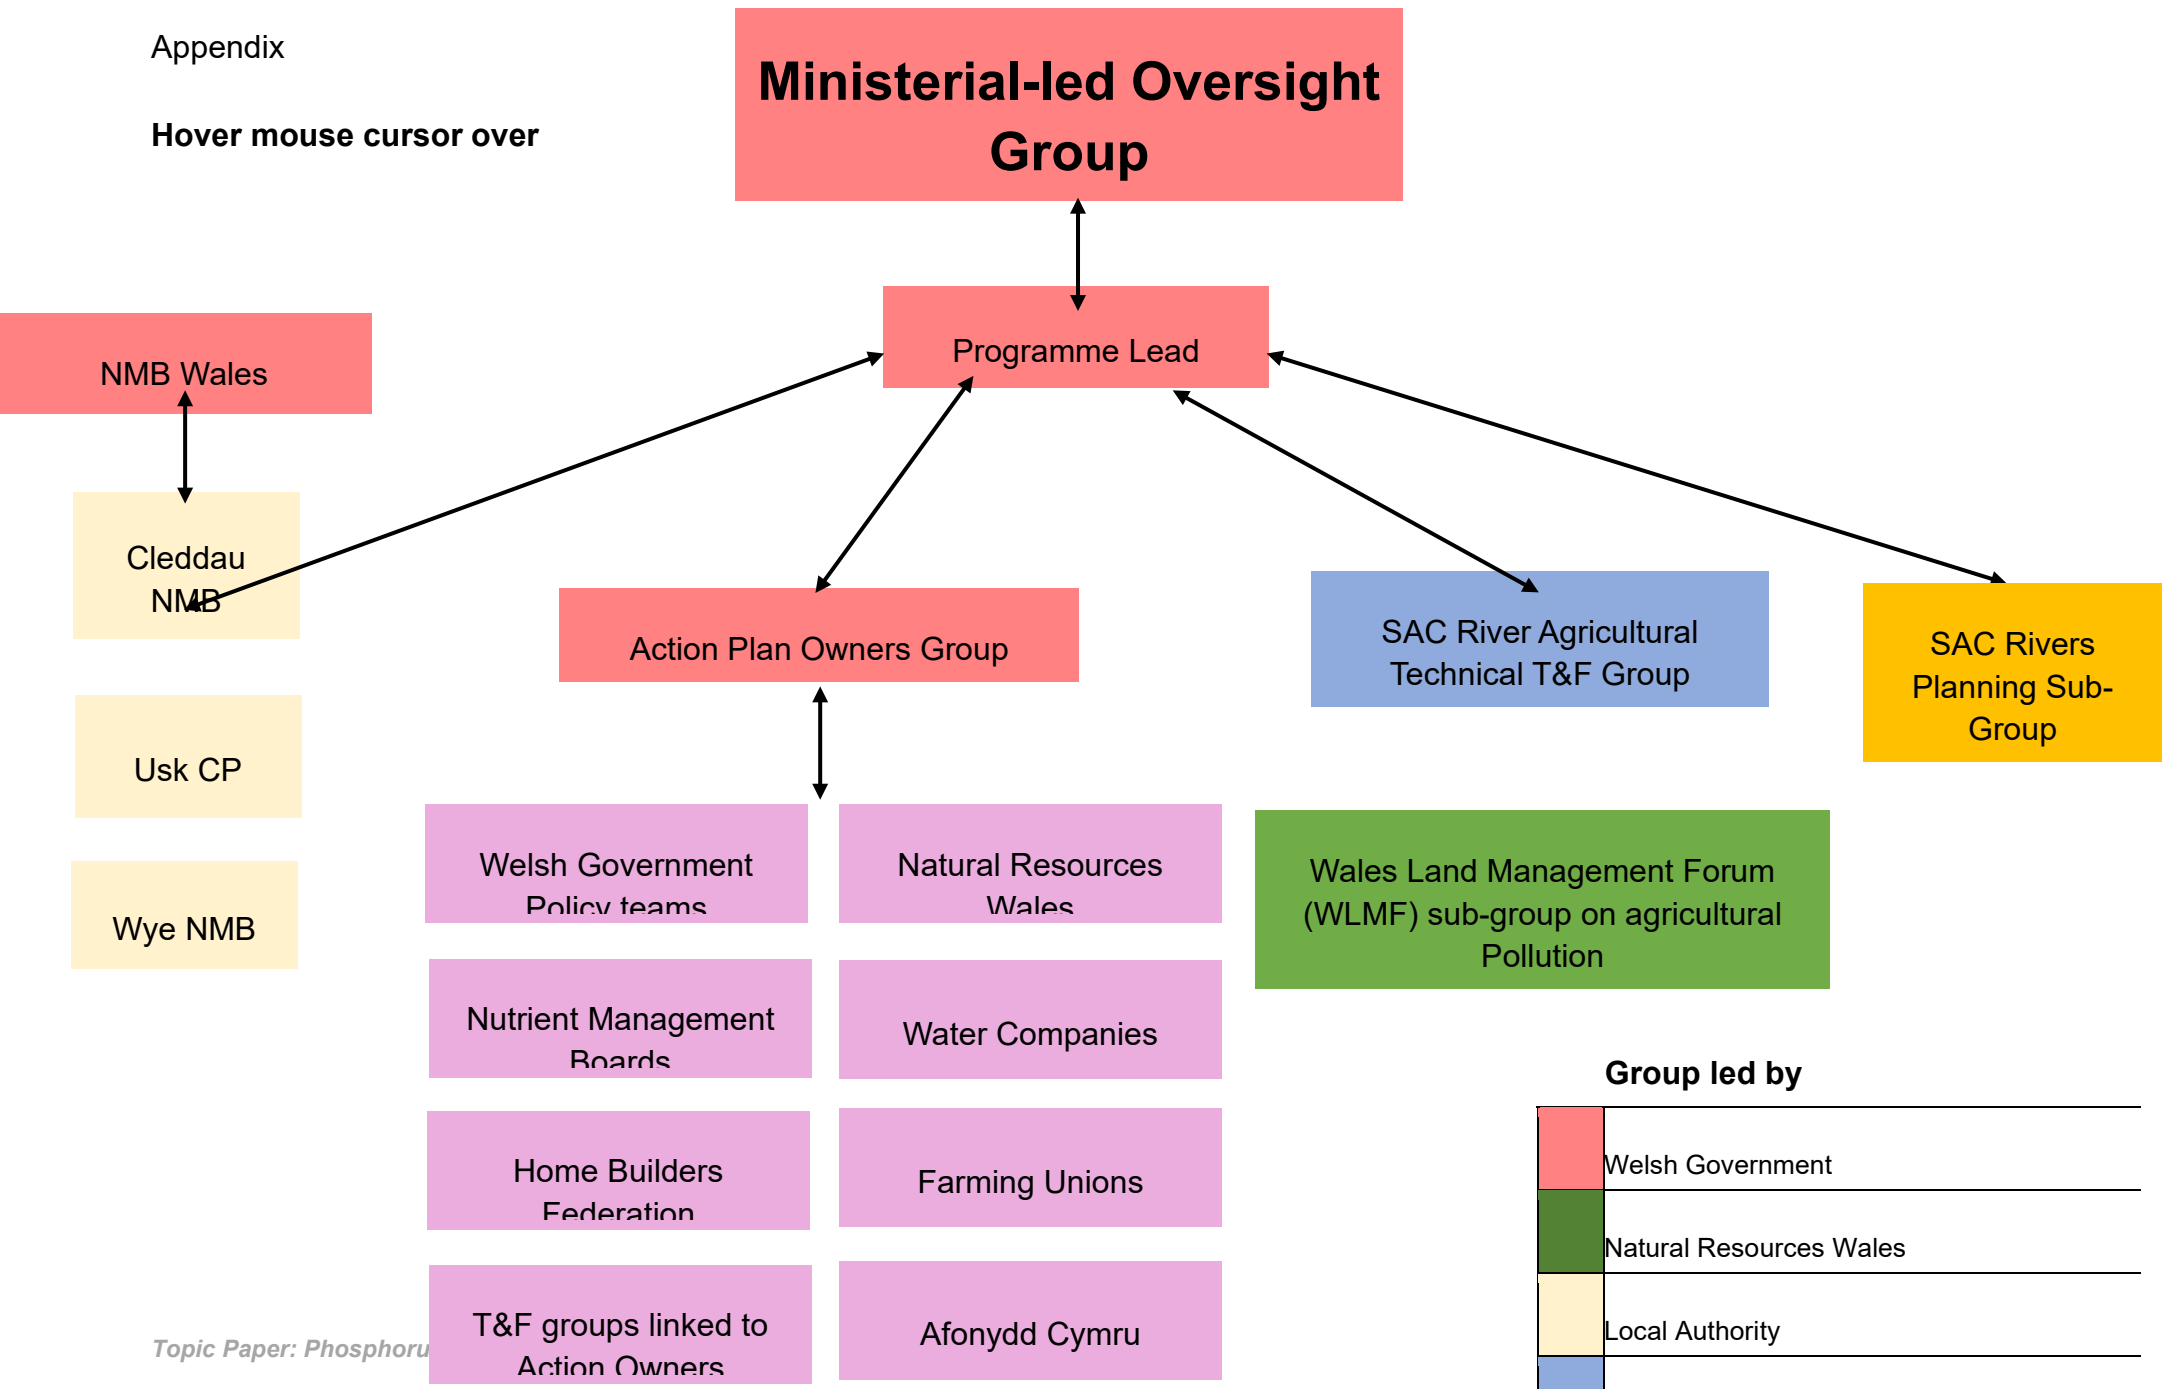 Appendix
Hover mouse cursor over
Ministerial-led Oversight
Group
Programme Lead
NMB Wales
Cleddau
NMB
Usk CP
Wye NMB
Action Plan Owners Group
SAC River Agricultural
Technical T&F Group
SAC Rivers
Planning Sub-
Group
Welsh Government
Policy teams
Natural Resources
Wales
Nutrient Management
Boards
Water Companies
Home Builders
Federation
Farming Unions
T&F groups linked to
Action Owners
Afonydd Cymru
Wales Land Management Forum
(WLMF) sub-group on agricultural
Pollution
Group led by
Welsh Government
Natural Resources Wales
Local Authority
Topic Paper: Phosphoru